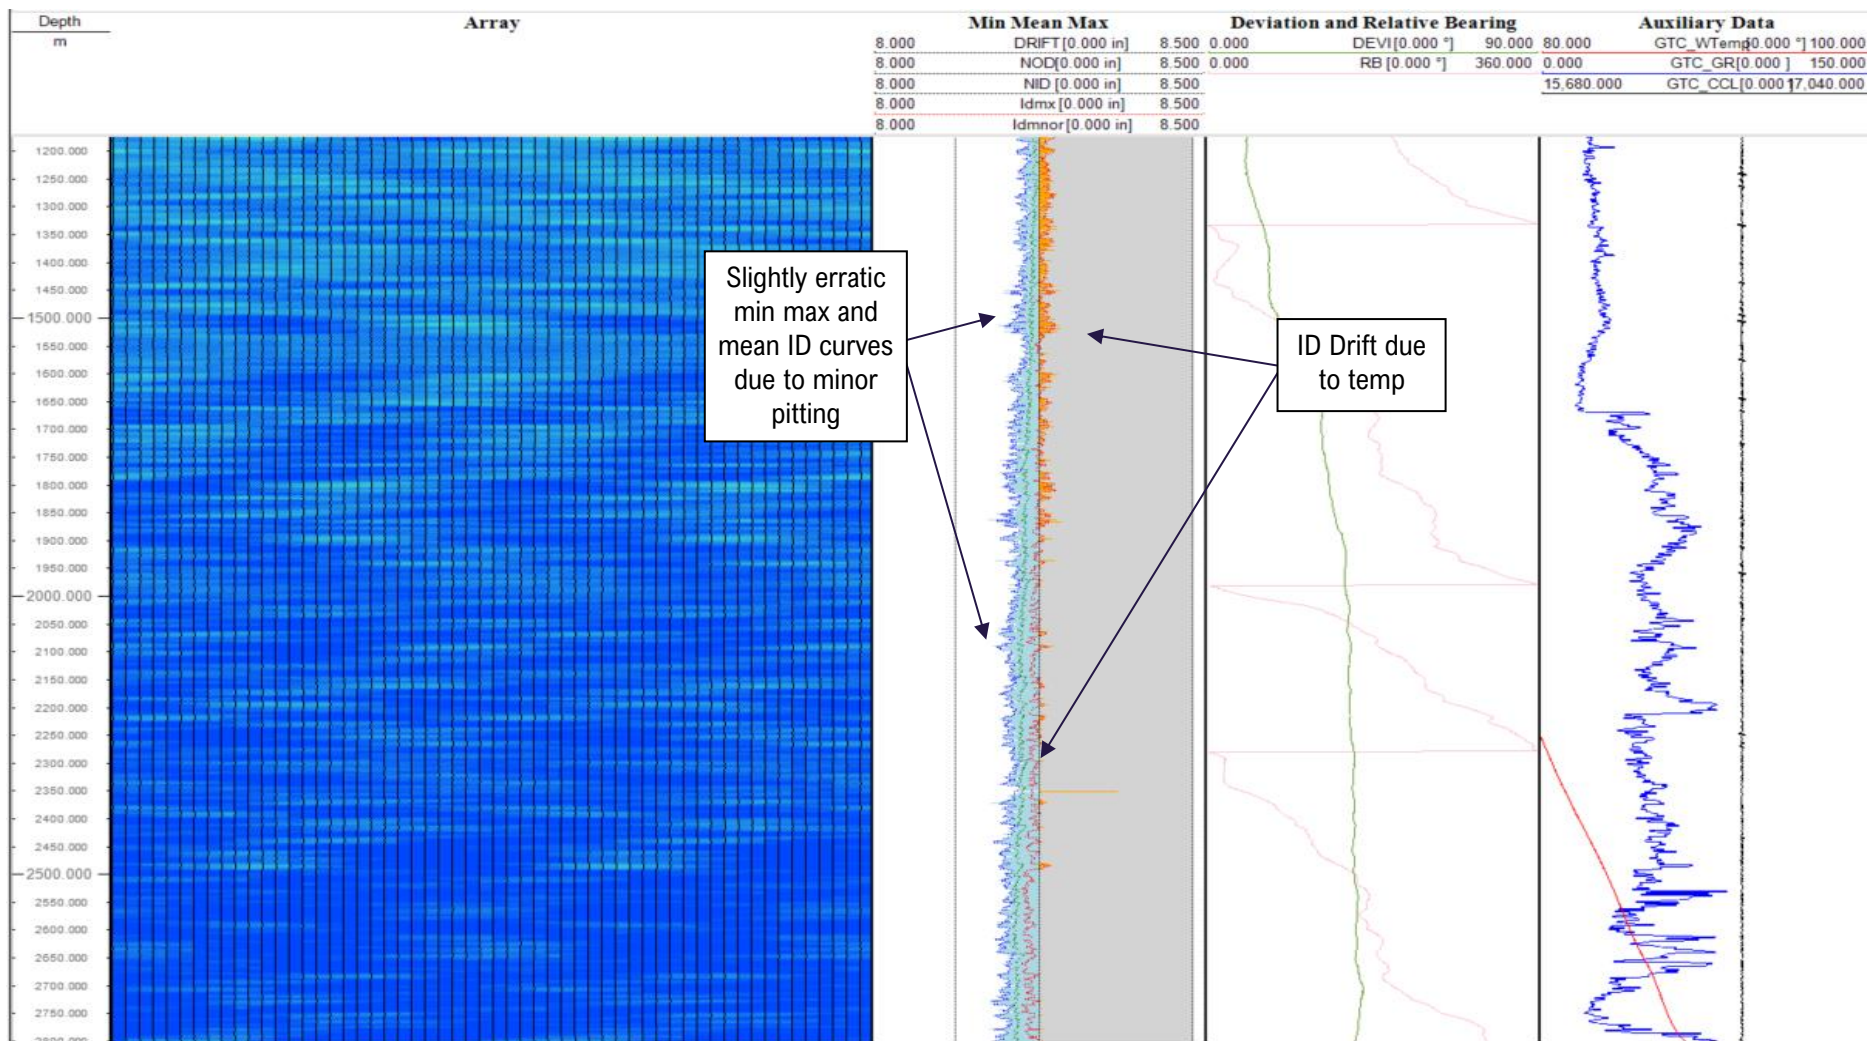 Depth
m
Array
Min Mean Max
Deviation and Relative Bearing
Auxiliary Data
8.000 DRIFT[0.000 in] 8.500
8.000 NOD[0.000 in] 8.500
8.000 NID [0.000 in] 8.500
8.000 Idmx [0.000 in] 8.500
8.000 Idmnor[0.000 in] 8.500
0.000 DEVI[0.000 °] 90.000
0.000 RB [0.000 °] 360.000
80.000 GTC_WTemp[0.000 °] 100.000
0.000 GTC_GR[0.000 ] 150.000
15,680.000 GTC_CCL[0.000 ] 17,040.000
1200.000
1250.000
1300.000
1350.000
1400.000
1450.000
1500.000
1550.000
1600.000
1650.000
1700.000
1750.000
1800.000
1850.000
1900.000
1950.000
2000.000
2050.000
2100.000
2150.000
2200.000
2250.000
2300.000
2350.000
2400.000
2450.000
2500.000
2550.000
2600.000
2650.000
2700.000
2750.000
Slightly erratic
min max and
mean ID curves
due to minor
pitting
ID Drift due
to temp